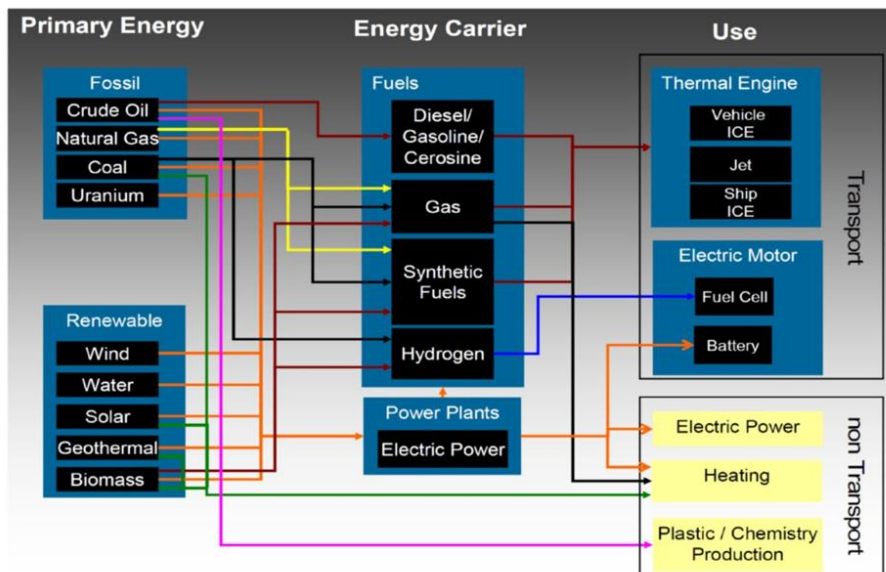 Primary Energy
Energy Carrier
Use
Fossil
Crude Oil
Natural Gas
Coal
Uranium
Renewable
Wind
Water
Solar
Geothermal
Biomass
Fuels
Diesel/
Gasoline/
Cerosine
Gas
Synthetic
Fuels
Hydrogen
Power Plants
Electric Power
Thermal Engine
Vehicle
ICE
Jet
Ship
ICE
Electric Motor
Fuel Cell
Battery
Transport
Electric Power
Heating
Plastic / Chemistry
Production
non Transport